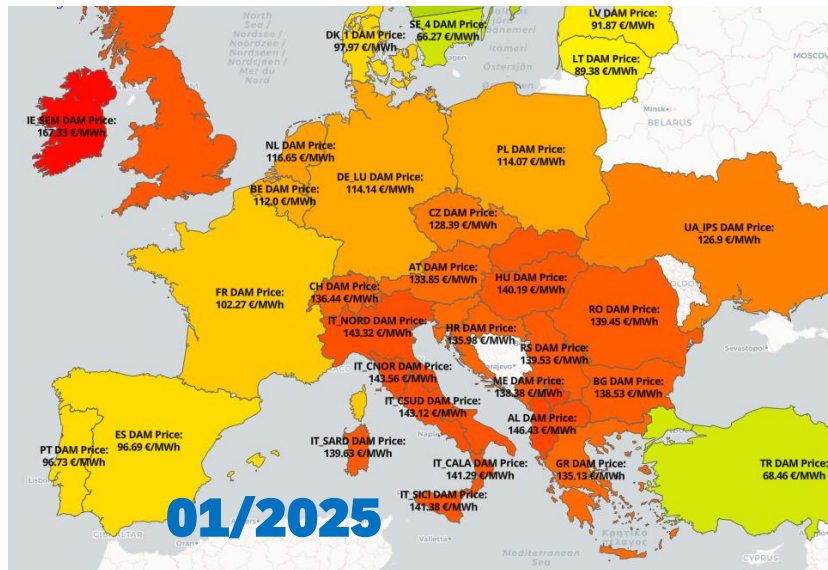 North
Sea /
Nordsee /
Noordzee /
Nordsøen /
Nordsjøen /
Mer du
Nord
SE_4 DAM Price:
66.27 €/MWh
DK_1 DAM Price:
97.97 €/MWh
LV DAM Price:
91.87 €/MWh
LT DAM Price:
89.38 €/MWh
Itämeri -
Östersjön
MOSCOW
Minsk
BELARUS
IE_SEM DAM Price:
167.33 €/MWh
NL DAM Price:
116.65 €/MWh
PL DAM Price:
114.07 €/MWh
DE_LU DAM Price:
114.14 €/MWh
BE DAM Price:
112.0 €/MWh
CZ DAM Price:
128.39 €/MWh
UA_IPS DAM Price:
126.9 €/MWh
AT DAM Price:
133.85 €/MWh
HU DAM Price:
140.19 €/MWh
FR DAM Price:
102.27 €/MWh
CH DAM Price:
136.44 €/MWh
RO DAM Price:
139.45 €/MWh
IT_NORD DAM Price:
143.32 €/MWh
HR DAM Price:
135.98 €/MWh
RS DAM Price:
139.53 €/MWh
Sevastopol
IT_CNOR DAM Price:
143.56 €/MWh
ME DAM Price:
138.38 €/MWh
BG DAM Price:
138.53 €/MWh
IT_CSUD DAM Price:
143.12 €/MWh
AL DAM Price:
146.43 €/MWh
ES DAM Price:
96.69 €/MWh
PT DAM Price:
96.73 €/MWh
IT_SARD DAM Price:
139.63 €/MWh
IT_CALA DAM Price:
141.29 €/MWh
GR DAM Price:
135.13 €/MWh
TR DAM Price:
68.46 €/MWh
IT_SICI DAM Price:
141.38 €/MWh
01/2025
GIBRALTAR
Oran
Valletta
Κρητικό
πέλαγος
Mediterranean
Sea
CYPRUS